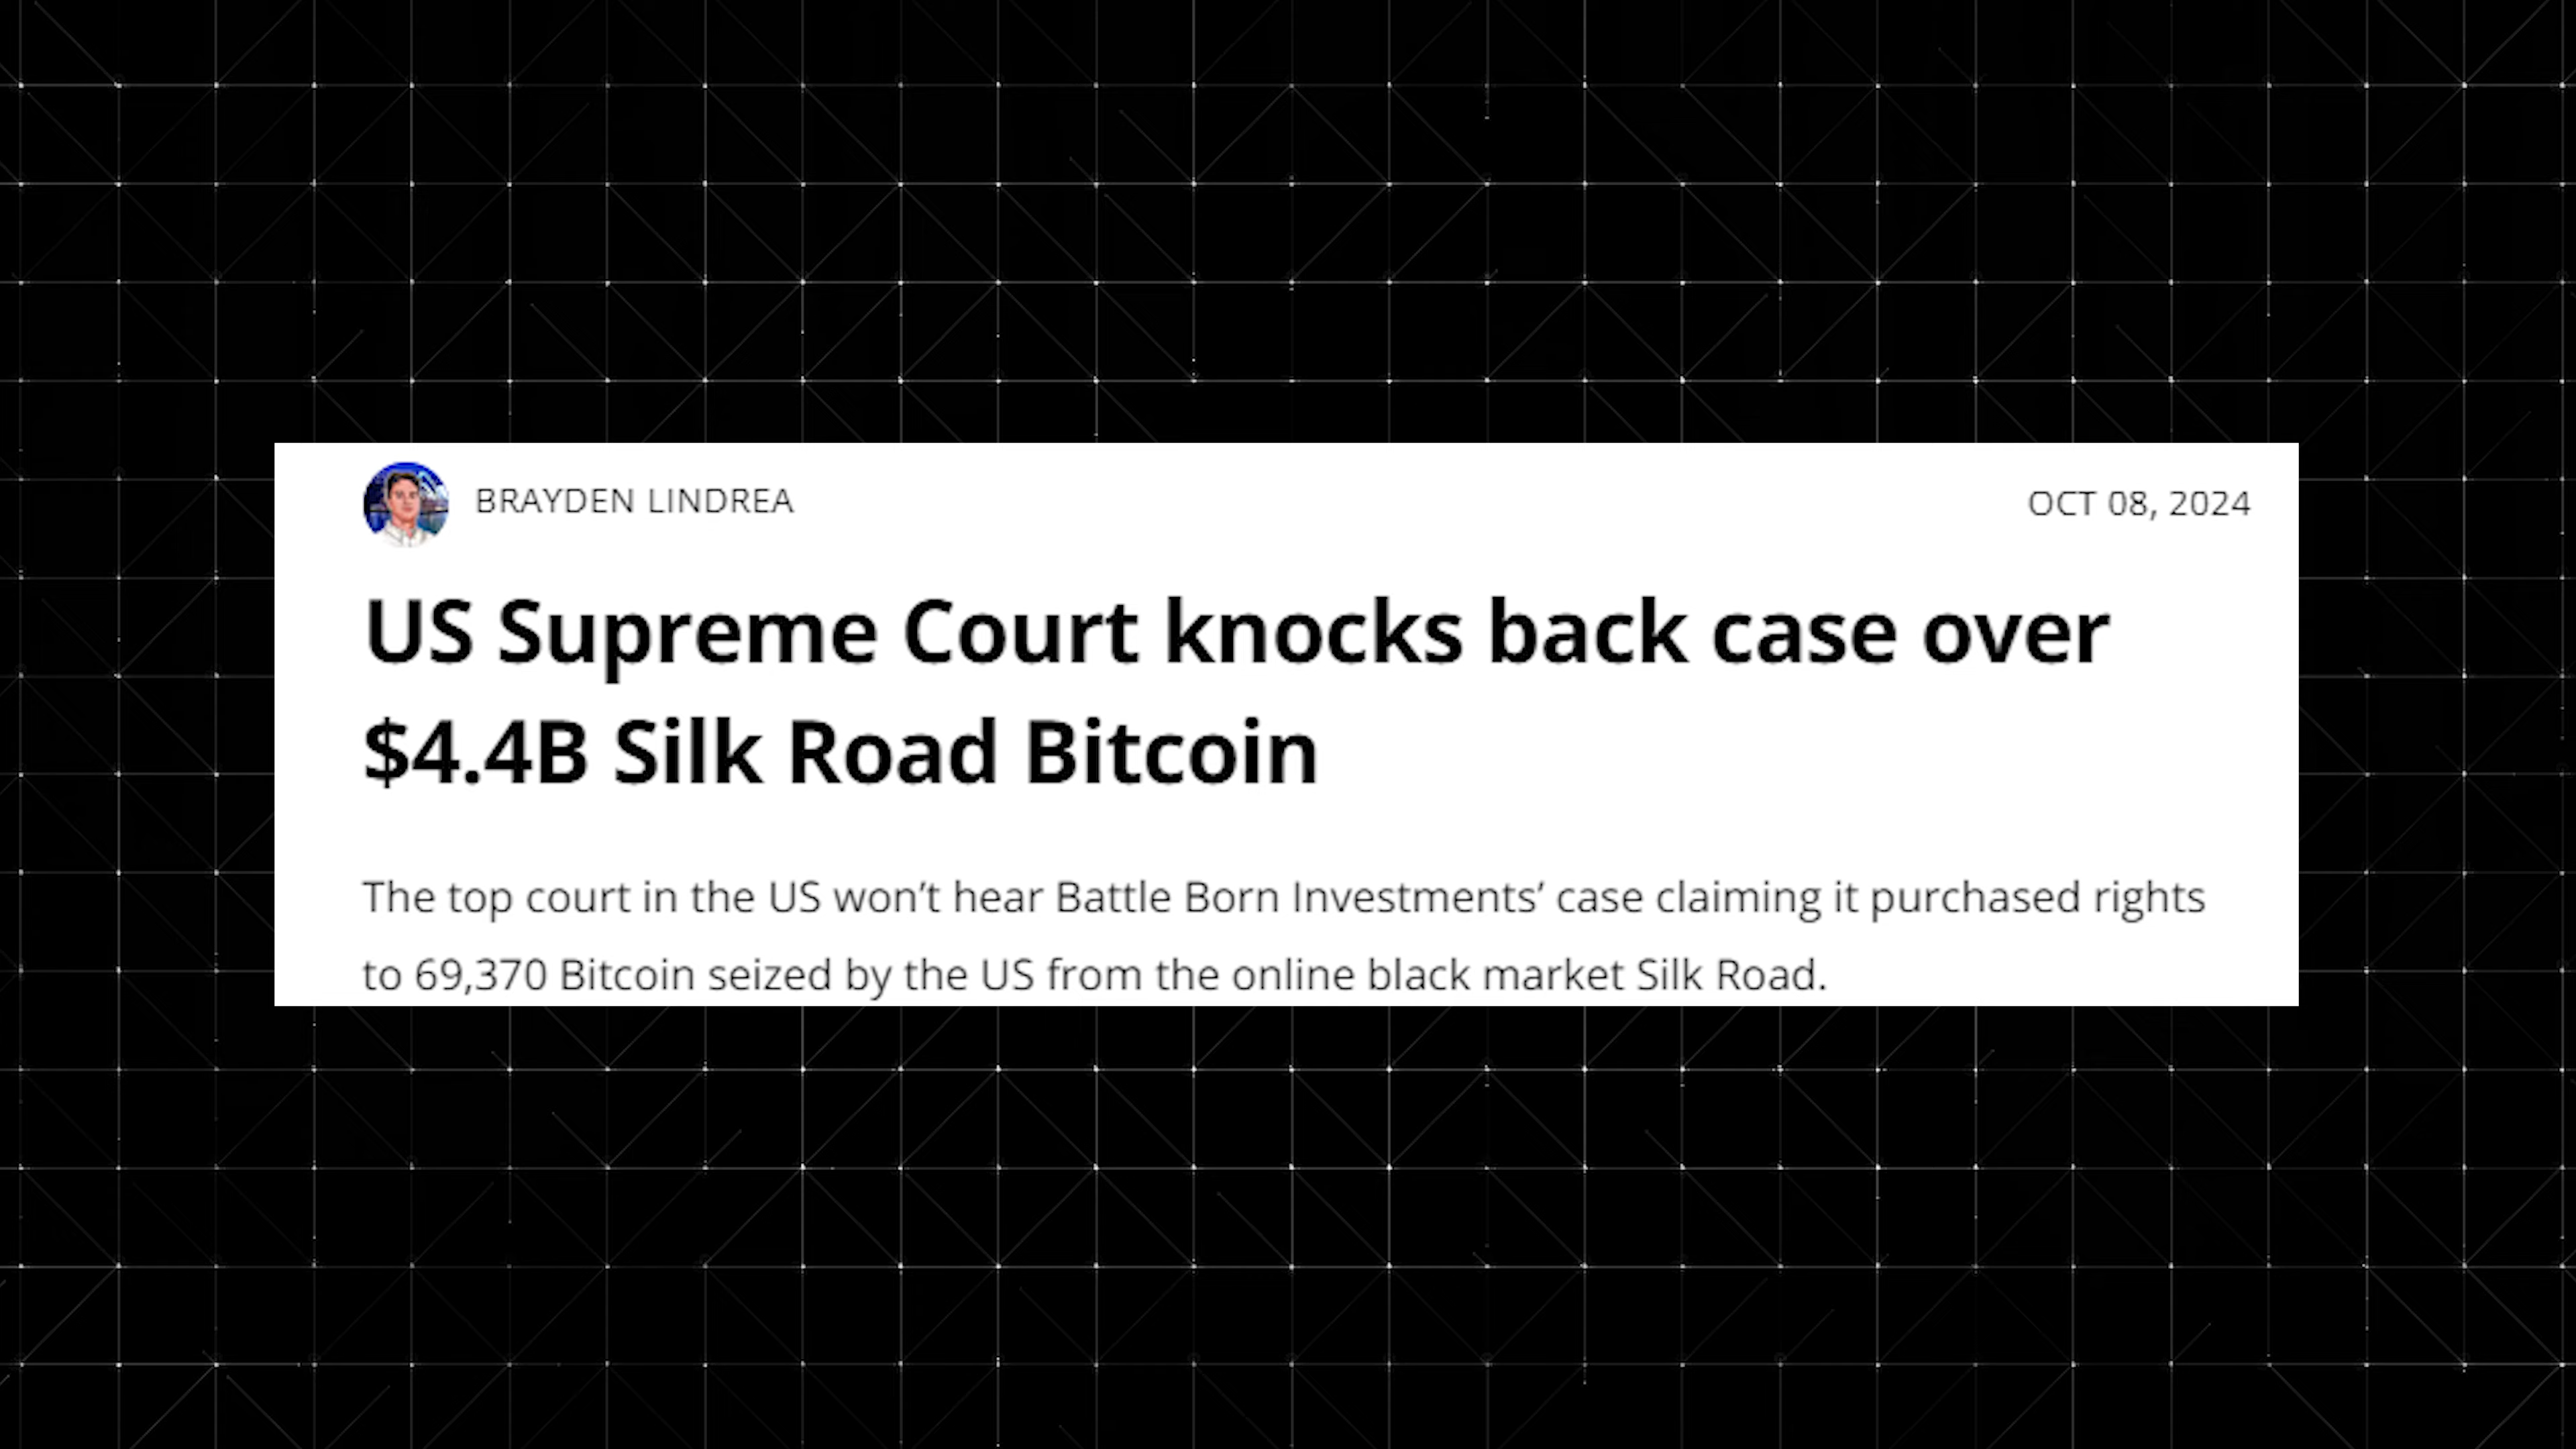 BRAYDEN LINDREA
OCT 08, 2024
US Supreme Court knocks back case over
$4.4B Silk Road Bitcoin
The top court in the US won’t hear Battle Born Investments’ case claiming it purchased rights
to 69,370 Bitcoin seized by the US from the online black market Silk Road.